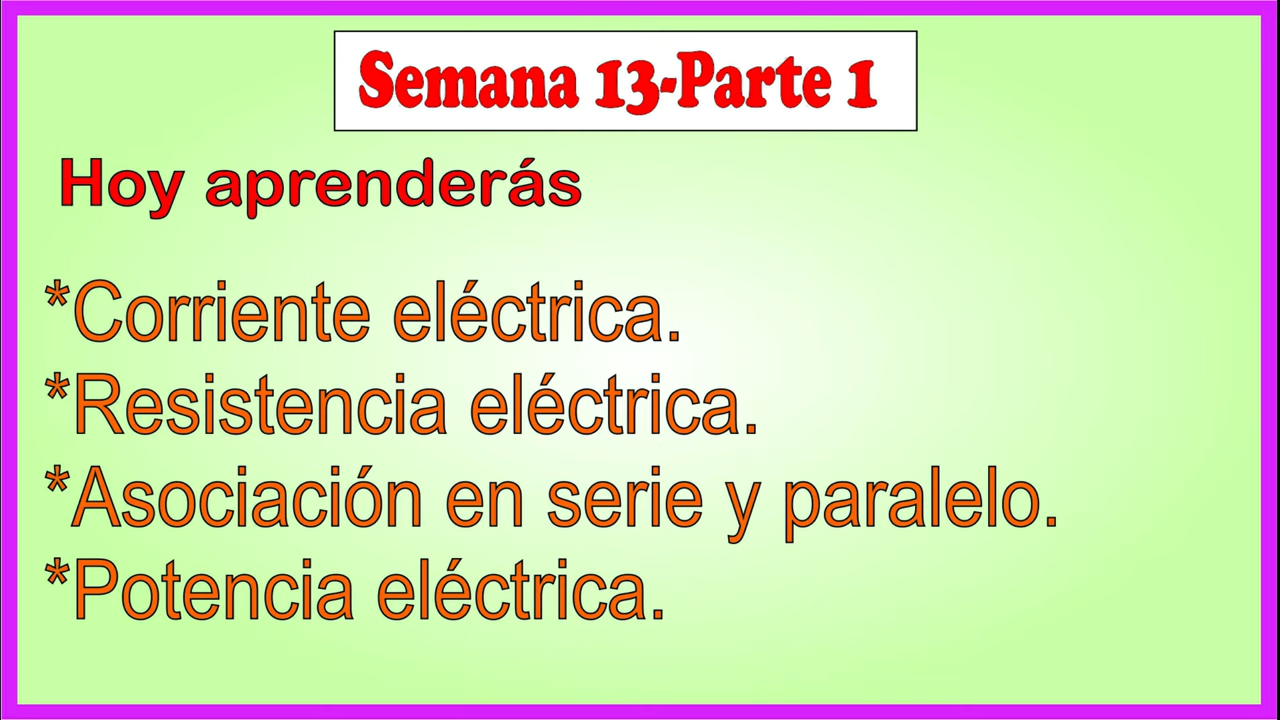 Semana 13-Parte 1
Hoy aprenderás
*Corriente eléctrica.
*Resistencia eléctrica.
*Asociación en serie y paralelo.
*Potencia eléctrica.